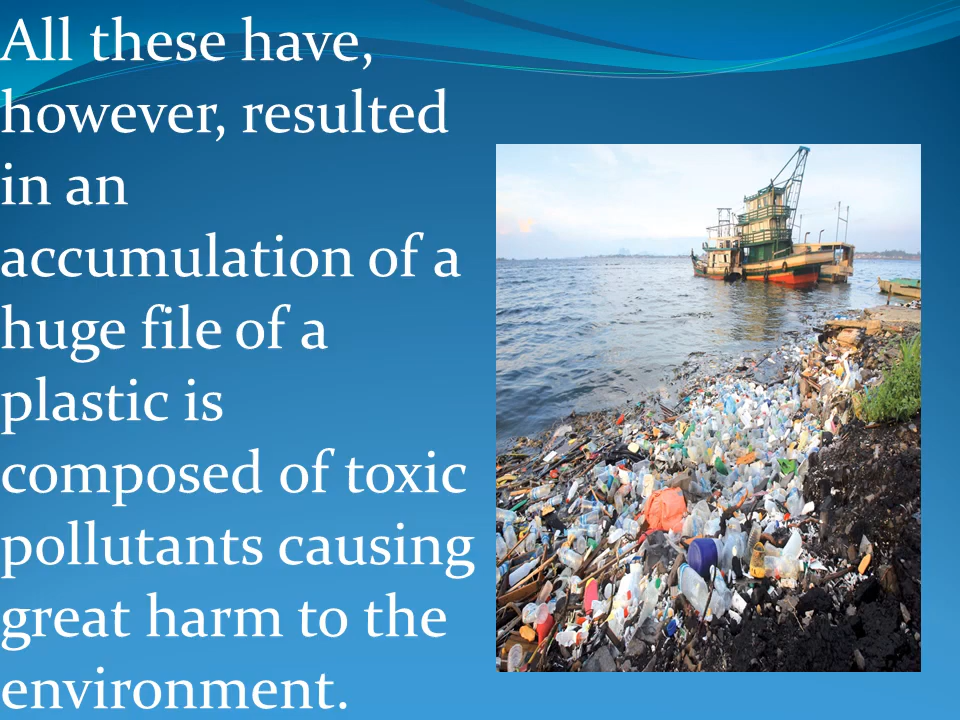 All these have,
however, resulted
in an
accumulation of a
huge file of a
plastic is
composed of toxic
pollutants causing
great harm to the
environment.